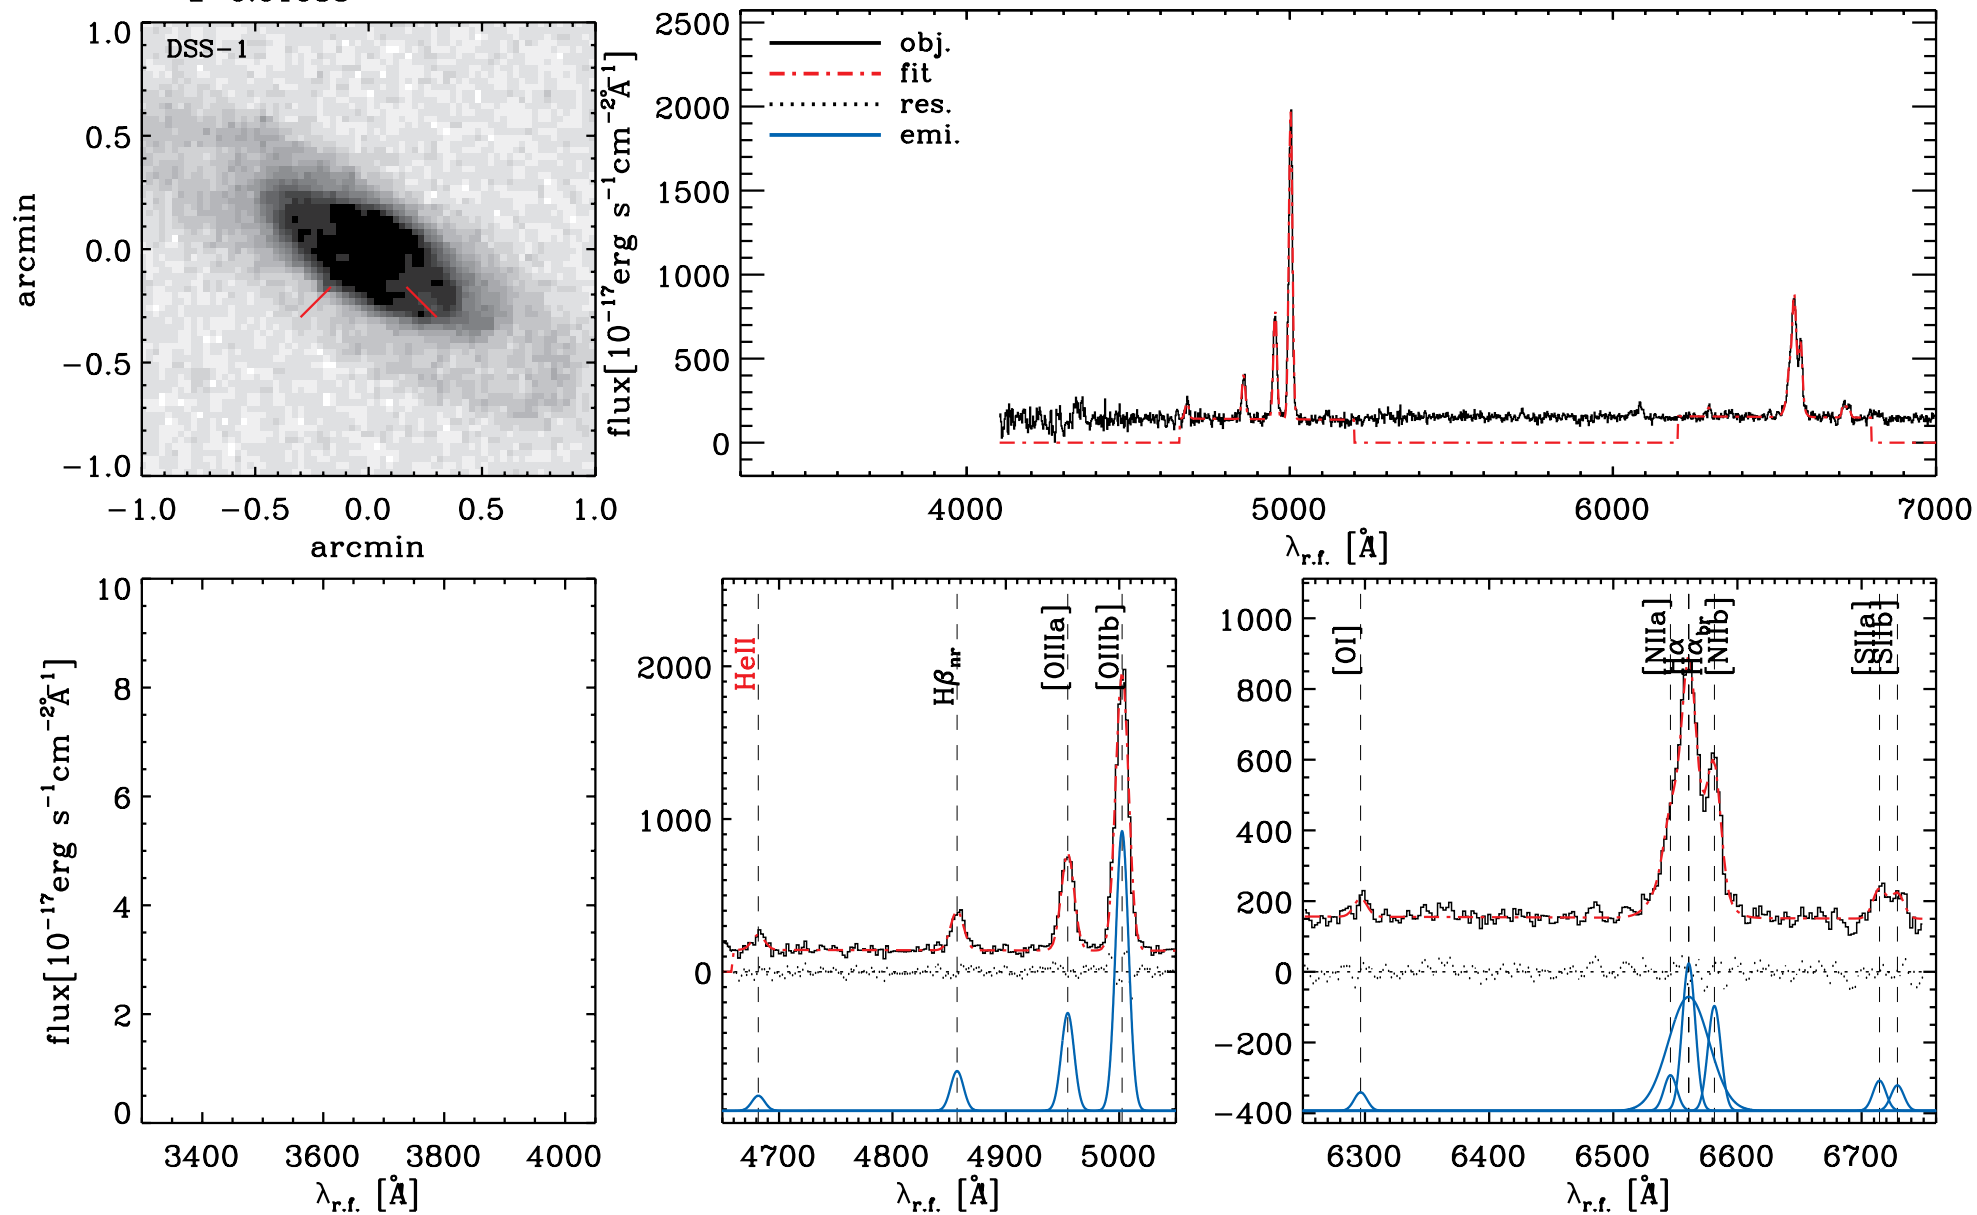 DSS-1
1.0
0.5
0.0
-0.5
-1.0
arcmin
-1.0 -0.5 0.0 0.5 1.0
arcmin
flux[10⁻¹⁷erg s⁻¹cm⁻²Å⁻¹]
2500
2000
1500
1000
500
0
obj.
fit
res.
emi.
4000 5000 6000 7000
λr.f. [Å]
flux[10⁻¹⁷erg s⁻¹cm⁻²Å⁻¹]
10
8
6
4
2
0
3400 3600 3800 4000
λr.f. [Å]
2000
1000
0
HeII
Hβnr
[OIIIa]
[OIIIb]
4700 4800 4900 5000
λr.f. [Å]
1000
800
600
400
200
0
-200
-400
[OI]
[NIIa]
Hα
Hαbr
[NIIb]
[SIIa]
[SIIb]
6300 6400 6500 6600 6700
λr.f. [Å]